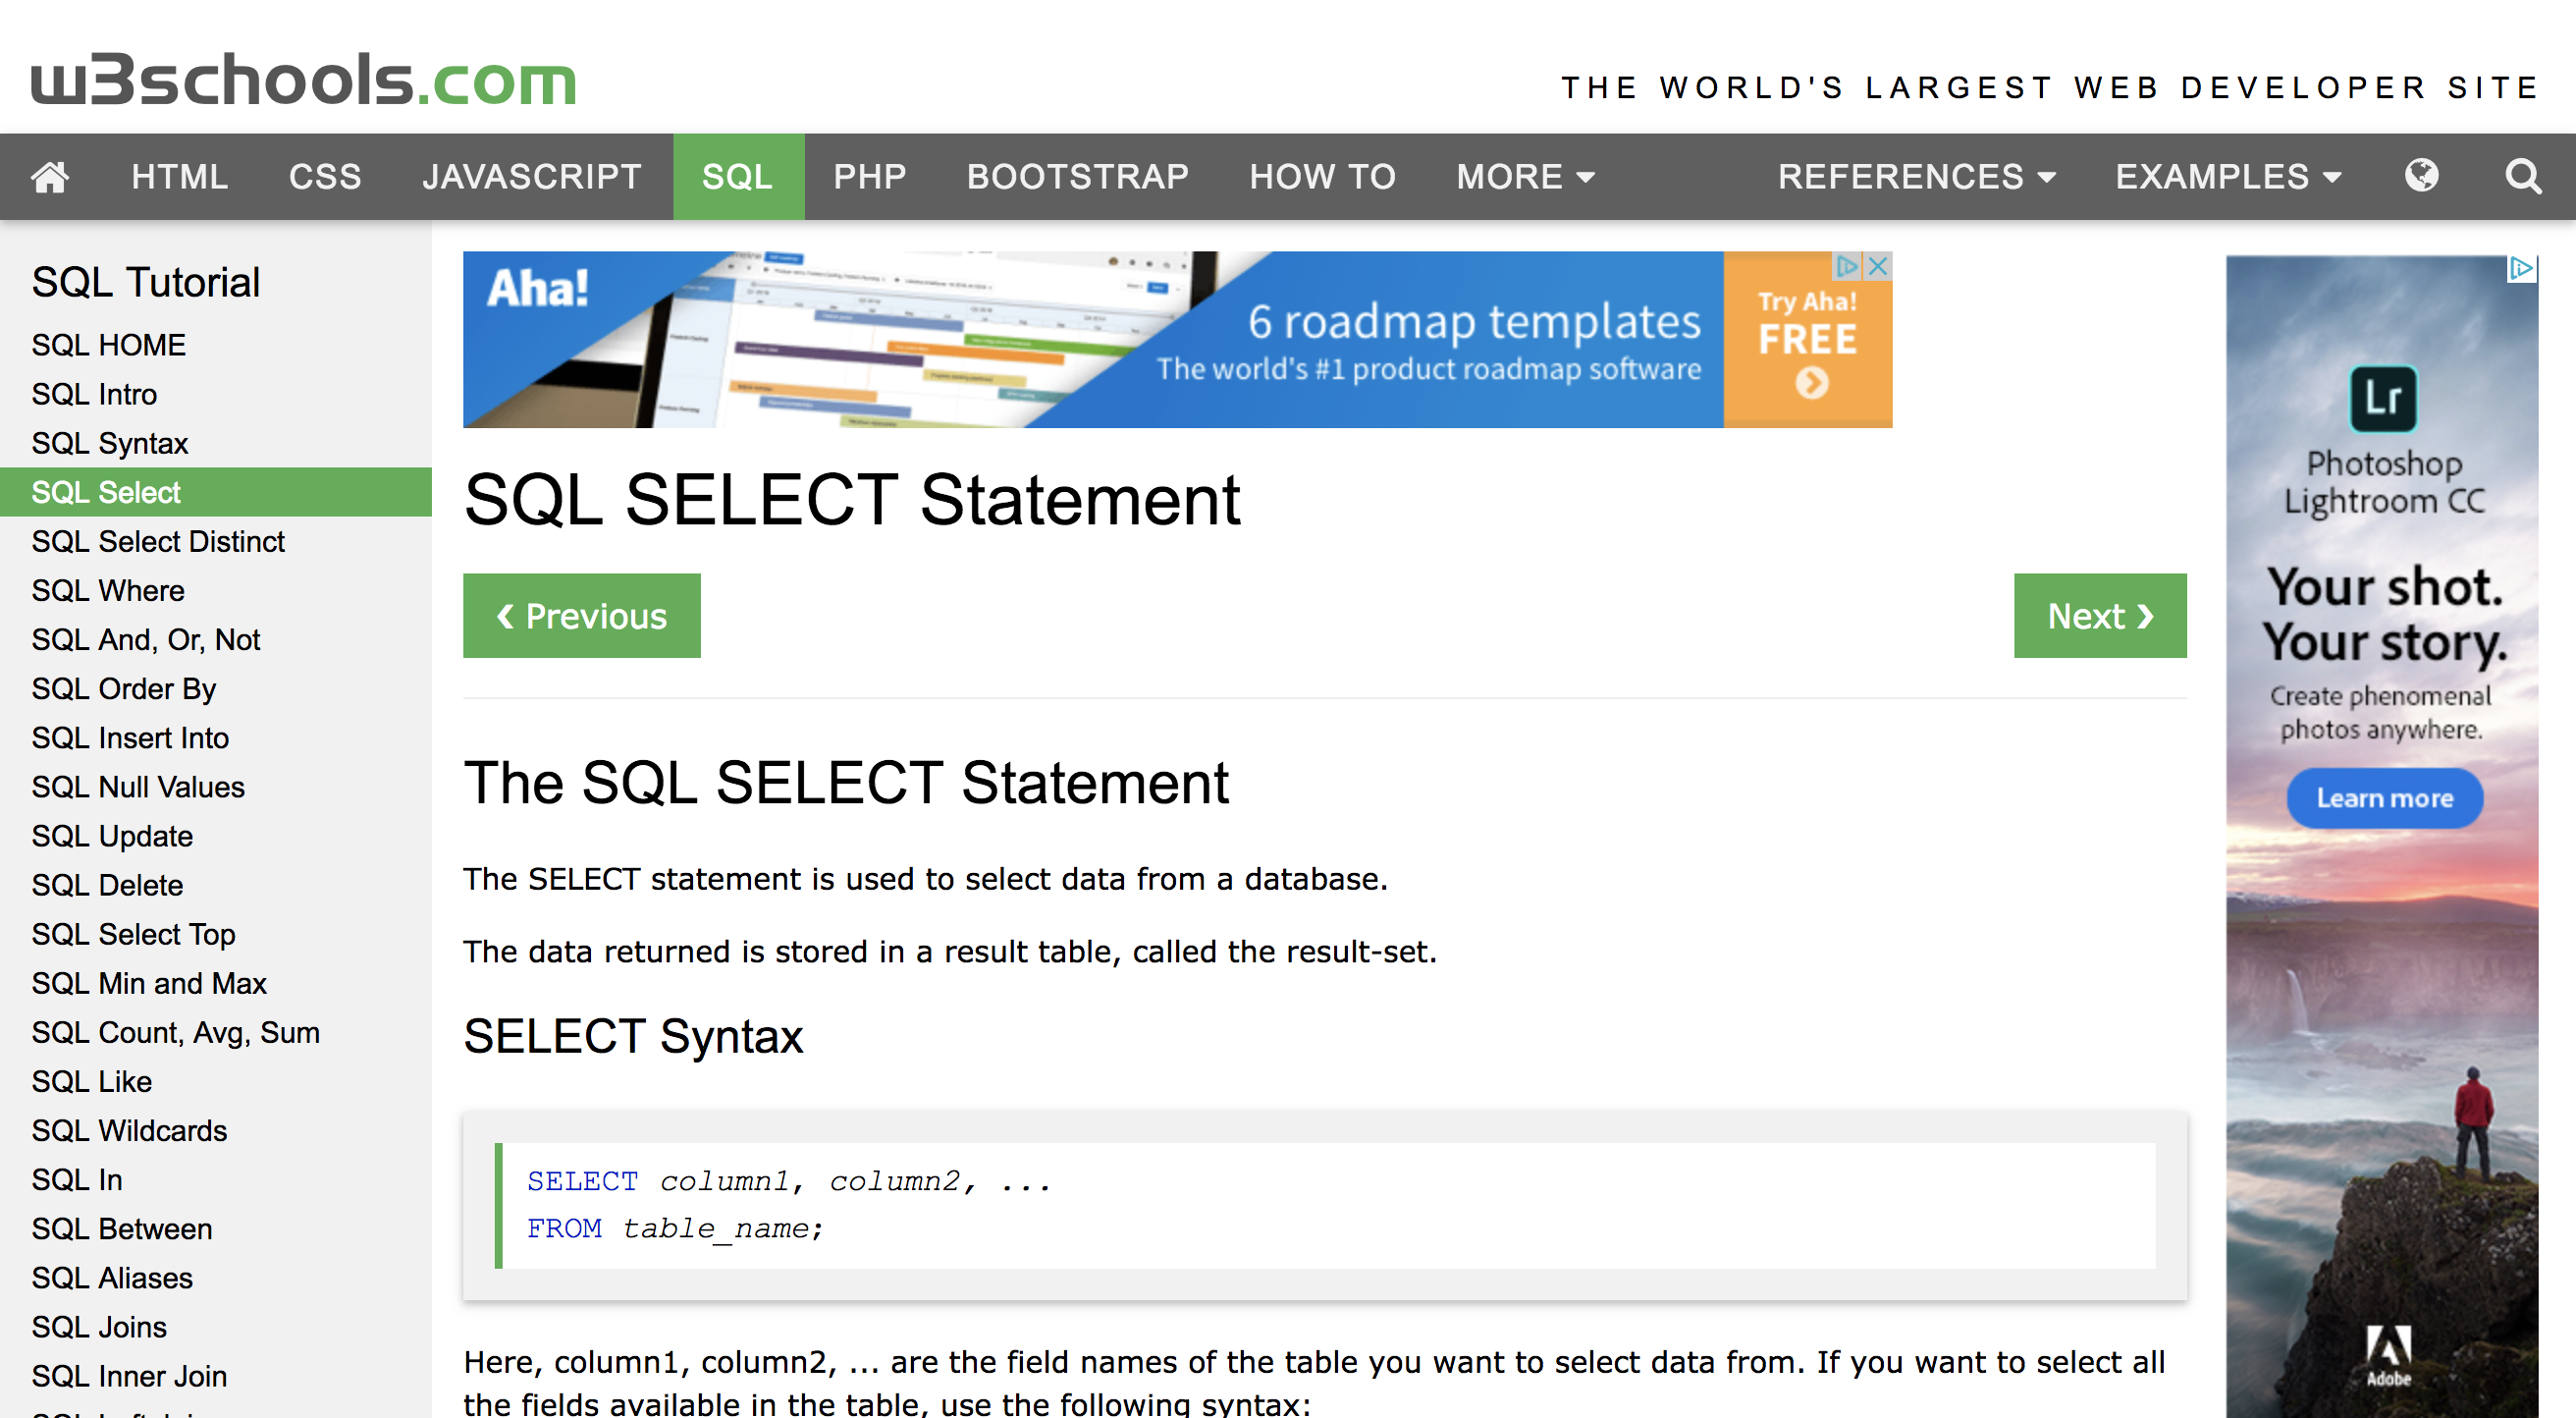 w3schools.com
THE WORLD'S LARGEST WEB DEVELOPER SITE
HTML CSS JAVASCRIPT SQL PHP BOOTSTRAP HOW TO MORE REFERENCES EXAMPLES
SQL Tutorial
SQL HOME
SQL Intro
SQL Syntax
SQL Select
SQL Select Distinct
SQL Where
SQL And, Or, Not
SQL Order By
SQL Insert Into
SQL Null Values
SQL Update
SQL Delete
SQL Select Top
SQL Min and Max
SQL Count, Avg, Sum
SQL Like
SQL Wildcards
SQL In
SQL Between
SQL Aliases
SQL Joins
SQL Inner Join
Aha!
6 roadmap templates
The world's #1 product roadmap software
Try Aha!
FREE
SQL SELECT Statement
❮ Previous
Next ❯
The SQL SELECT Statement
The SELECT statement is used to select data from a database.
The data returned is stored in a result table, called the result-set.
SELECT Syntax
SELECT column1, column2, ...
FROM table_name;
Here, column1, column2, ... are the field names of the table you want to select data from. If you want to select all
the fields available in the table, use the following syntax:
Lr
Photoshop
Lightroom CC
Your shot.
Your story.
Create phenomenal
photos anywhere.
Learn more
Adobe